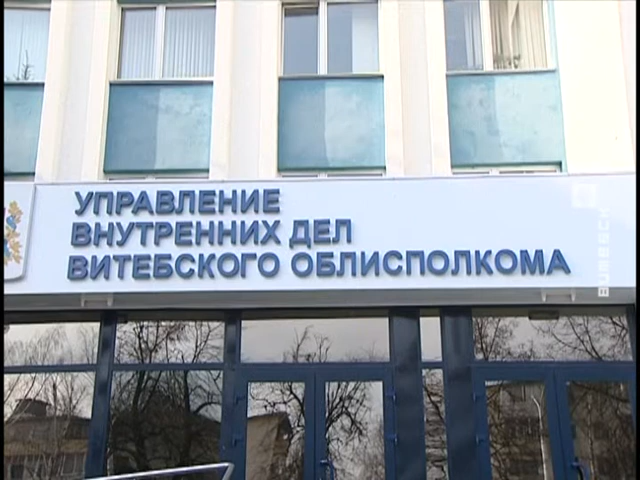 УПРАВЛЕНИЕ
ВНУТРЕННИХ ДЕЛ
ВИТЕБСКОГО ОБЛИСПОЛКОМА